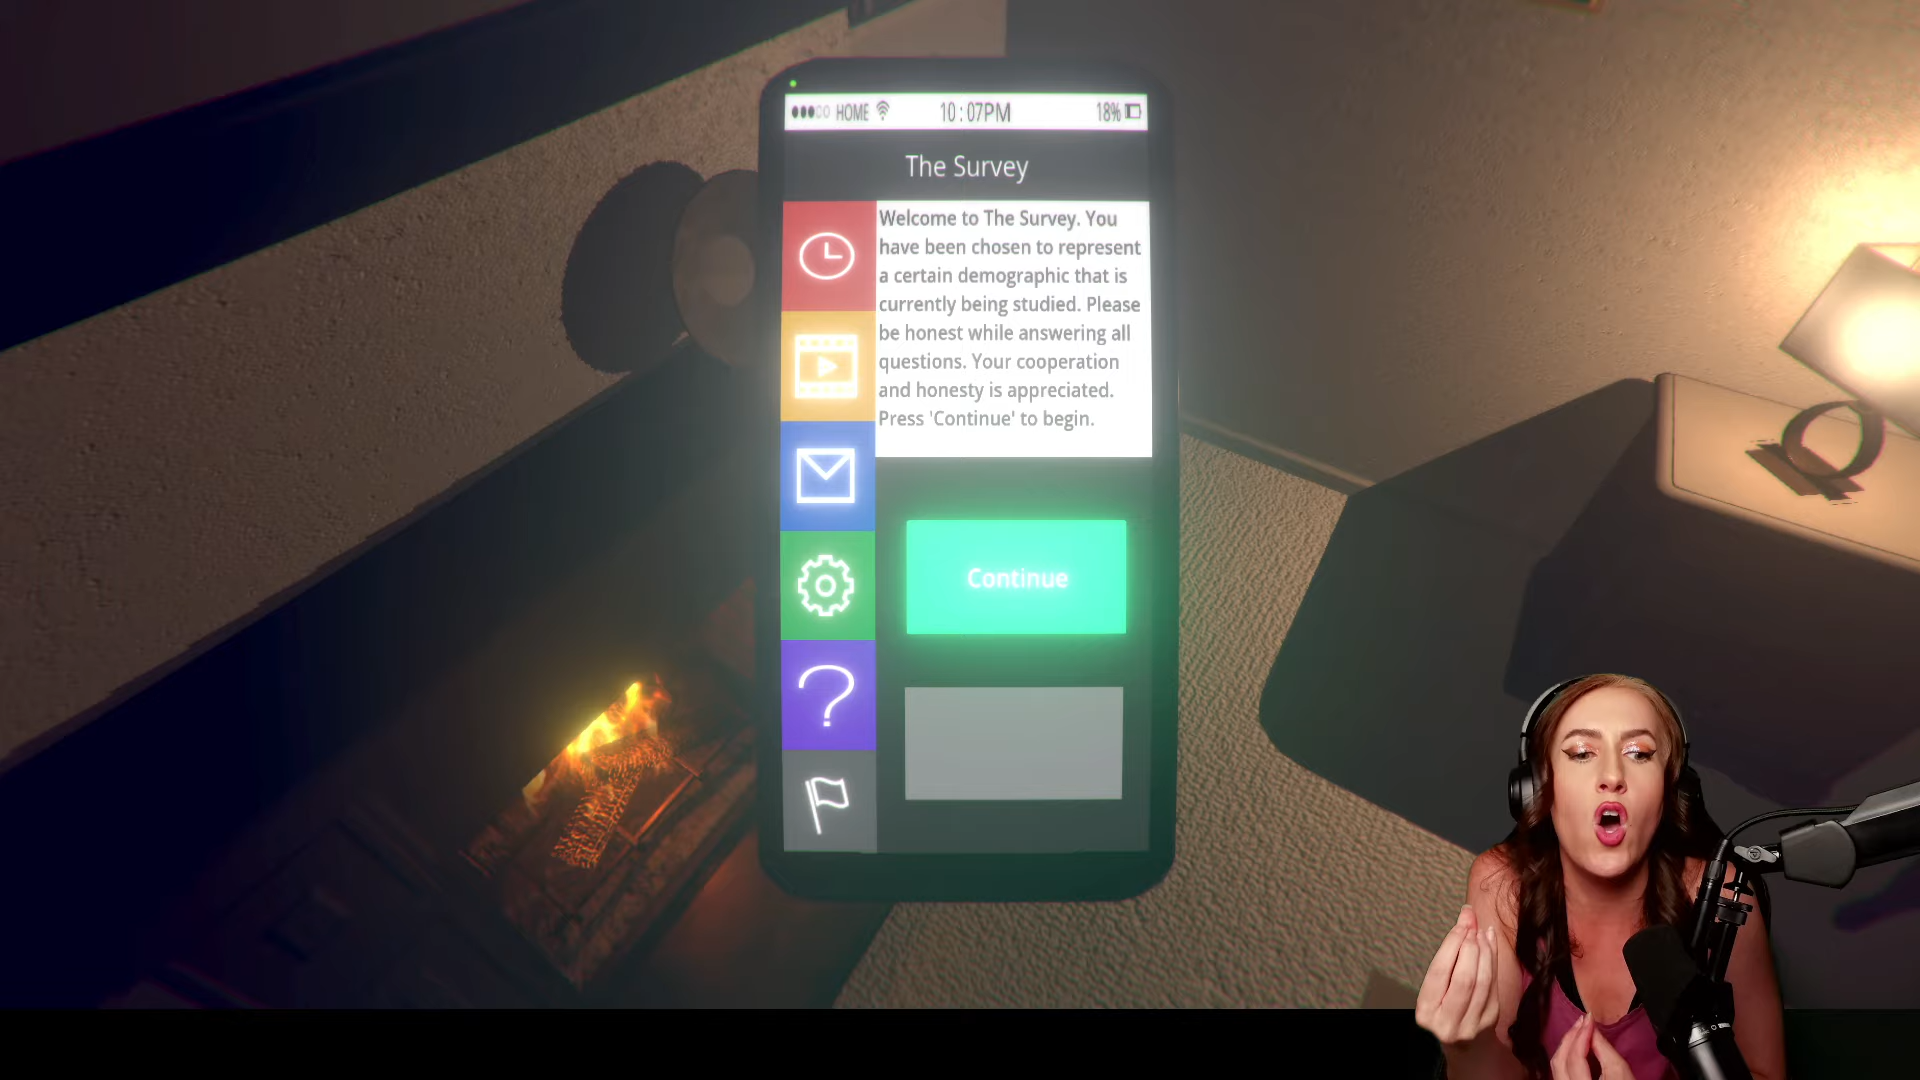 HOME 10:07PM 18%
The Survey
Welcome to The Survey. You
have been chosen to represent
a certain demographic that is
currently being studied. Please
be honest while answering all
questions. Your cooperation
and honesty is appreciated.
Press 'Continue' to begin.
Continue